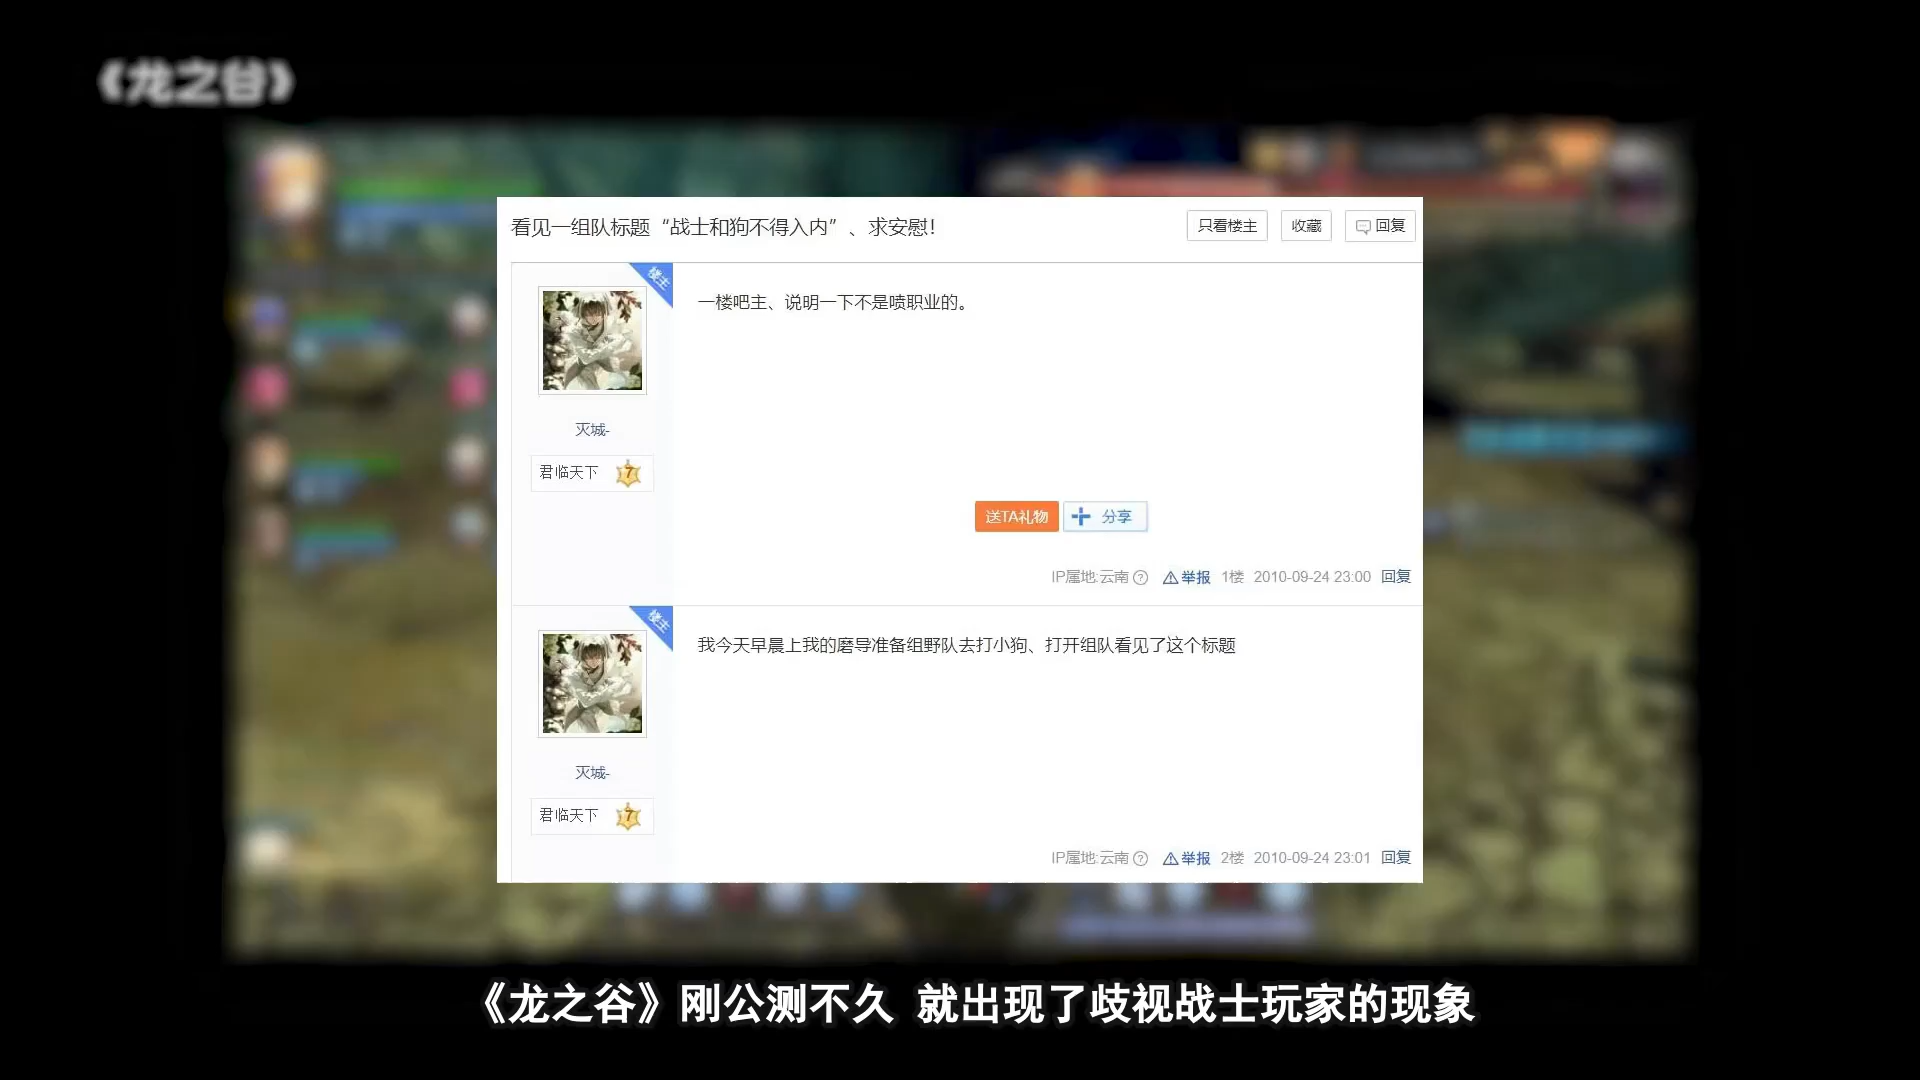 《龙之谷》
看见一组队标题“战士和狗不得入内”、求安慰！
只看楼主
收藏
回复
楼主
一楼吧主、说明一下不是喷职业的。
灭城-
君临天下 7
送TA礼物
分享
IP属地:云南 举报 1楼 2010-09-24 23:00 回复
楼主
我今天早晨上我的磨导准备组野队去打小狗、打开组队看见了这个标题
灭城-
君临天下 7
IP属地:云南 举报 2楼 2010-09-24 23:01 回复
《龙之谷》刚公测不久 就出现了歧视战士玩家的现象